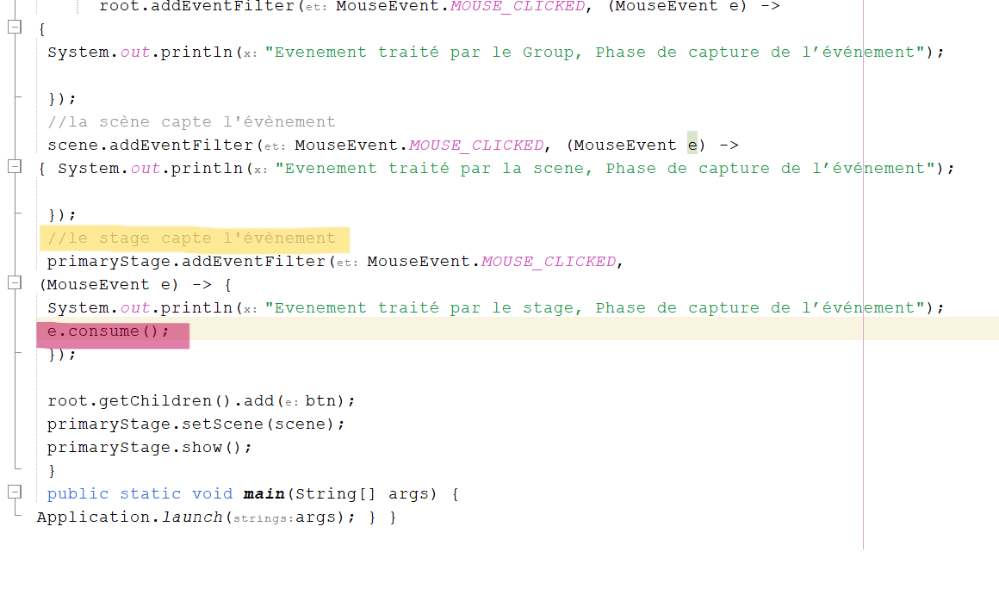 root.addEventFilter(et: MouseEvent.MOUSE_CLICKED, (MouseEvent e) ->
{
System.out.println(x: "Evenement traité par le Group, Phase de capture de l’événement");
});
//la scène capte l'évènement
scene.addEventFilter(et: MouseEvent.MOUSE_CLICKED, (MouseEvent e) ->
{ System.out.println(x: "Evenement traité par la scene, Phase de capture de l’événement");
});
//le stage capte l'évènement
primaryStage.addEventFilter(et: MouseEvent.MOUSE_CLICKED,
(MouseEvent e) -> {
System.out.println(x: "Evenement traité par le stage, Phase de capture de l’événement");
e.consume();
});
root.getChildren().add(e: btn);
primaryStage.setScene(scene);
primaryStage.show();
}
public static void main(String[] args) {
Application.launch(strings: args); } }